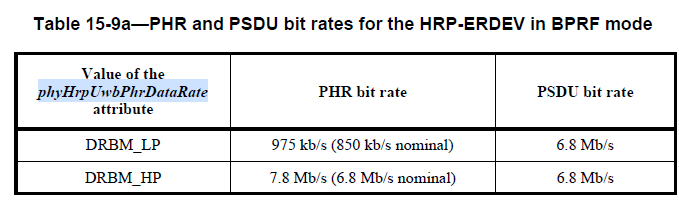 Table 15-9a—PHR and PSDU bit rates for the HRP-ERDEV in BPRF mode
Value of the
phyHrpUwbPhrDataRate
attribute
PHR bit rate
PSDU bit rate
DRBM_LP
975 kb/s (850 kb/s nominal)
6.8 Mb/s
DRBM_HP
7.8 Mb/s (6.8 Mb/s nominal)
6.8 Mb/s